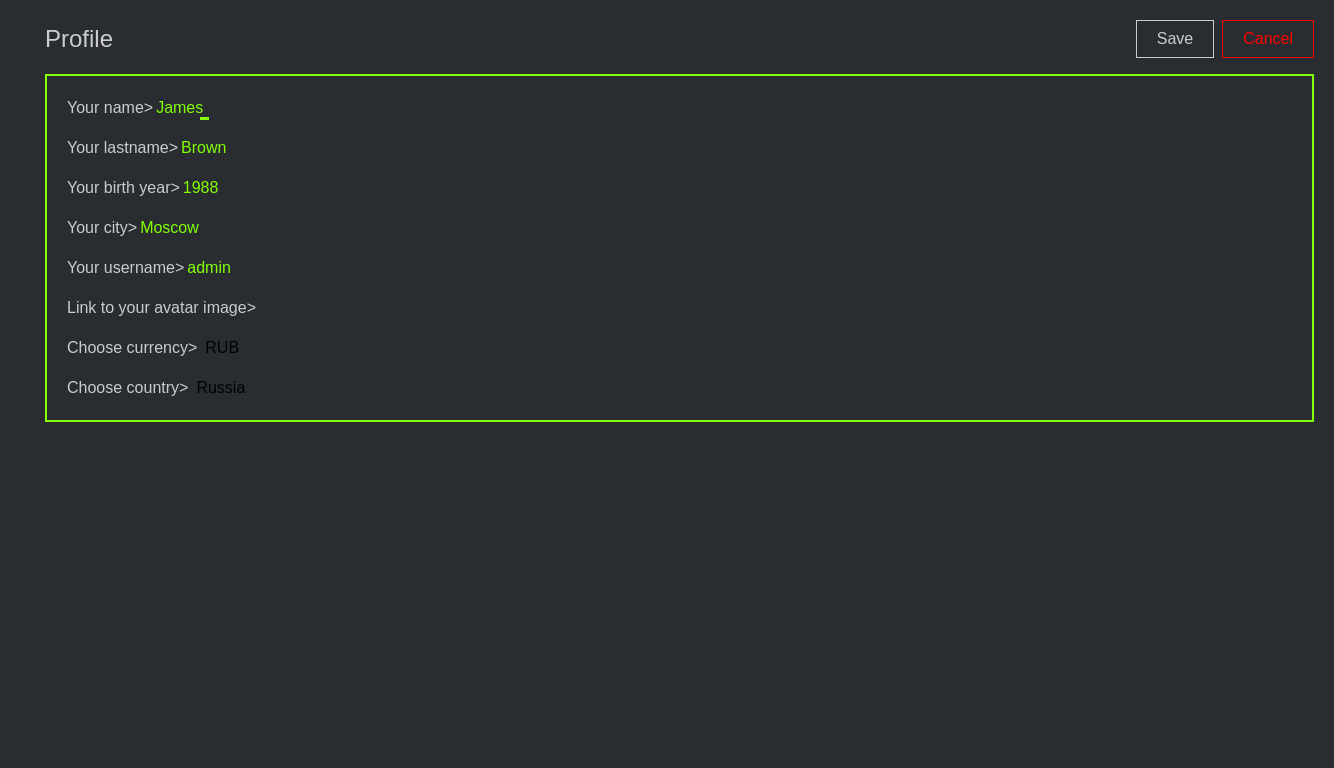 Profile
Save
Cancel
Your name> James_
Your lastname> Brown
Your birth year> 1988
Your city> Moscow
Your username> admin
Link to your avatar image>
Choose currency> RUB
Choose country> Russia